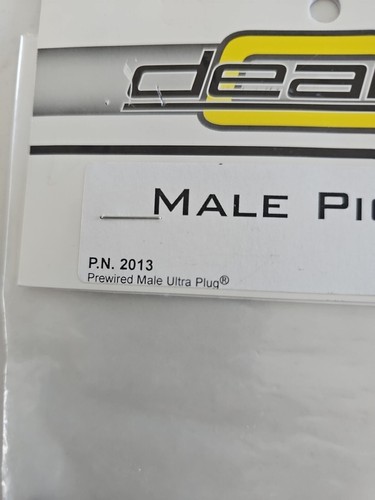 dea
MALE PI
P.N. 2013
Prewired Male Ultra Plug®